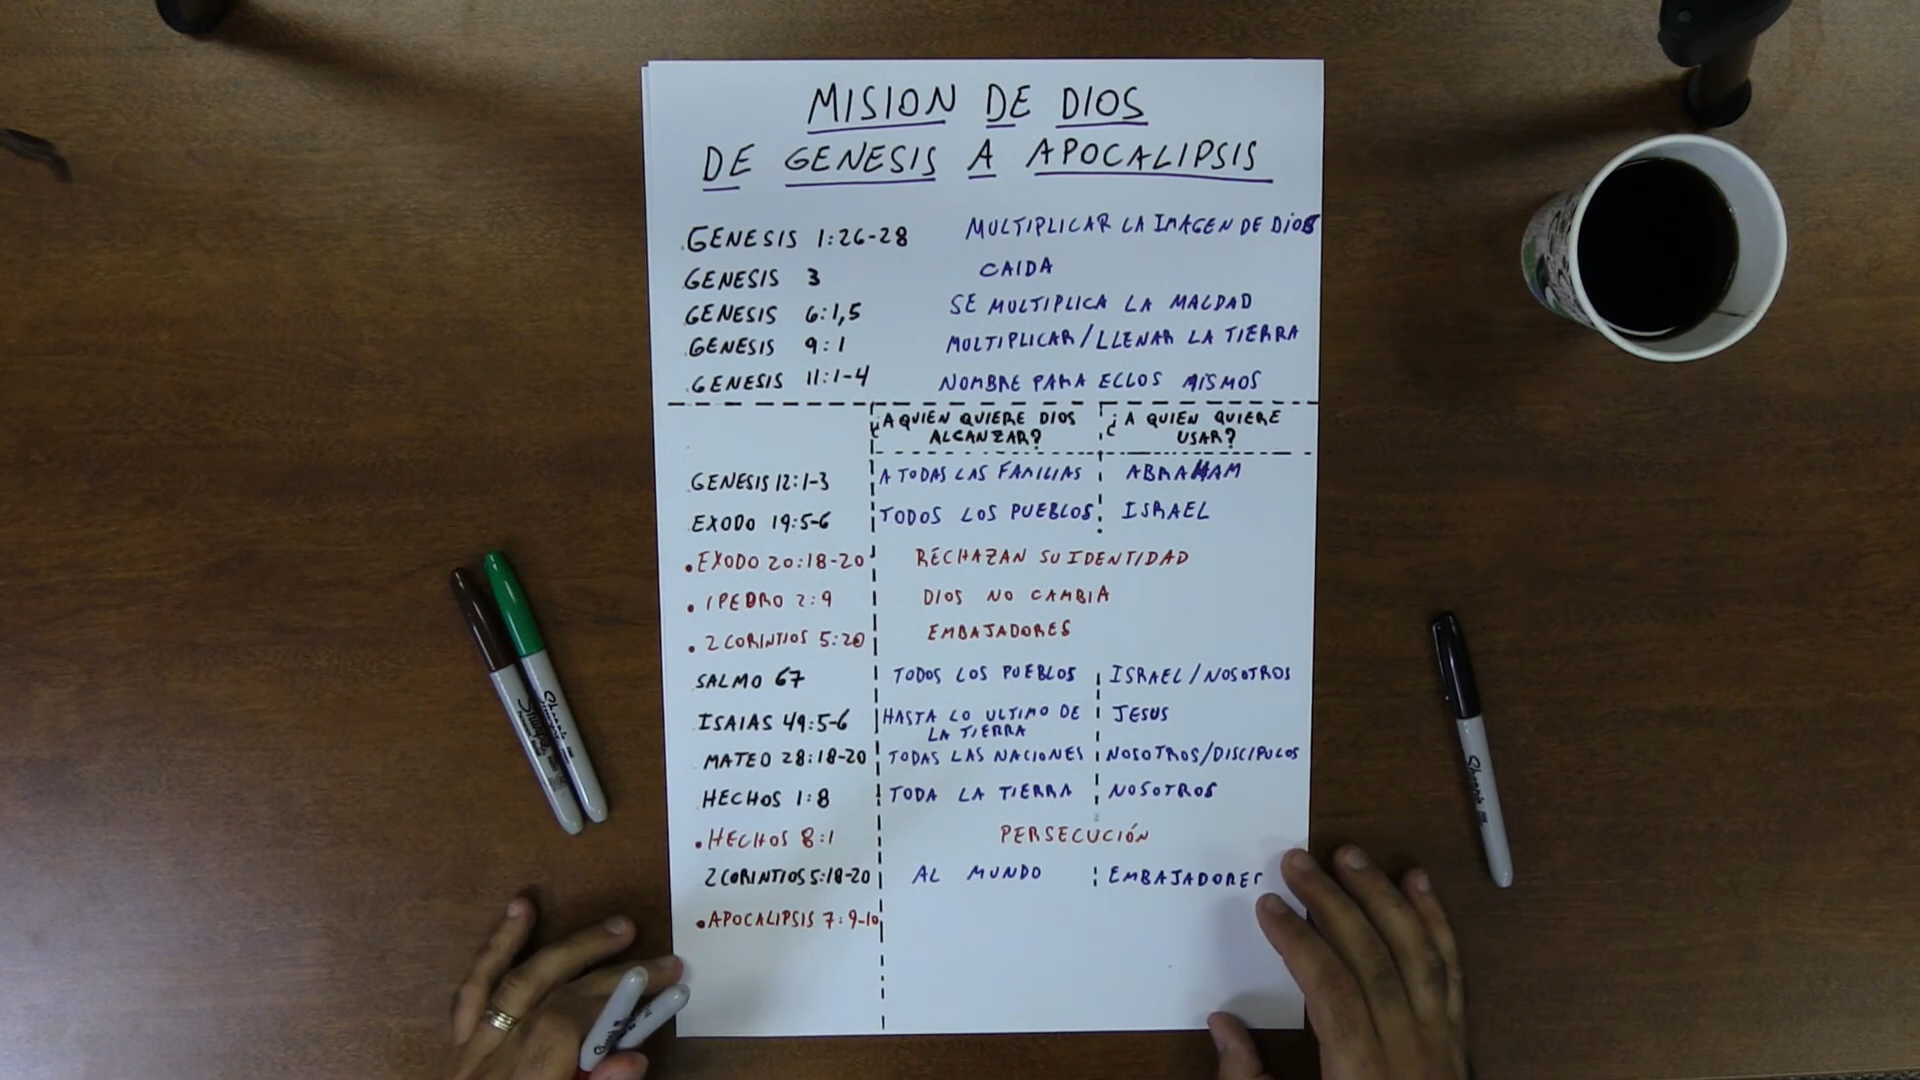 MISION DE DIOS
DE GENESIS A APOCALIPSIS
GENESIS 1:26-28 MULTIPLICAR LA IMAGEN DE DIOS
GENESIS 3 CAIDA
GENESIS 6:1,5 SE MULTIPLICA LA MALDAD
GENESIS 9:1 MULTIPLICAR/LLENAR LA TIERRA
GENESIS 11:1-4 NOMBRE PARA ELLOS MISMOS
¿A QUIEN QUIERE DIOS
ALCANZAR?
¿A QUIEN QUIERE
USAR?
GENESIS 12:1-3 A TODAS LAS FAMILIAS ABRAHAM
EXODO 19:5-6 TODOS LOS PUEBLOS ISRAEL
•EXODO 20:18-20 RECHAZAN SU IDENTIDAD
•1 PEDRO 2:9 DIOS NO CAMBIA
•2 CORINTIOS 5:20 EMBAJADORES
SALMO 67 TODOS LOS PUEBLOS ISRAEL/NOSOTROS
ISAIAS 49:5-6 HASTA LO ULTIMO DE JESUS
LA TIERRA
MATEO 28:18-20 TODAS LAS NACIONES NOSOTROS/DISCIPULOS
HECHOS 1:8 TODA LA TIERRA NOSOTROS
•HECHOS 8:1 PERSECUCIÓN
2 CORINTIOS 5:18-20 AL MUNDO EMBAJADORES
•APOCALIPSIS 7:9-10
Sharpie
Sharpie
Sharpie
Sharpie